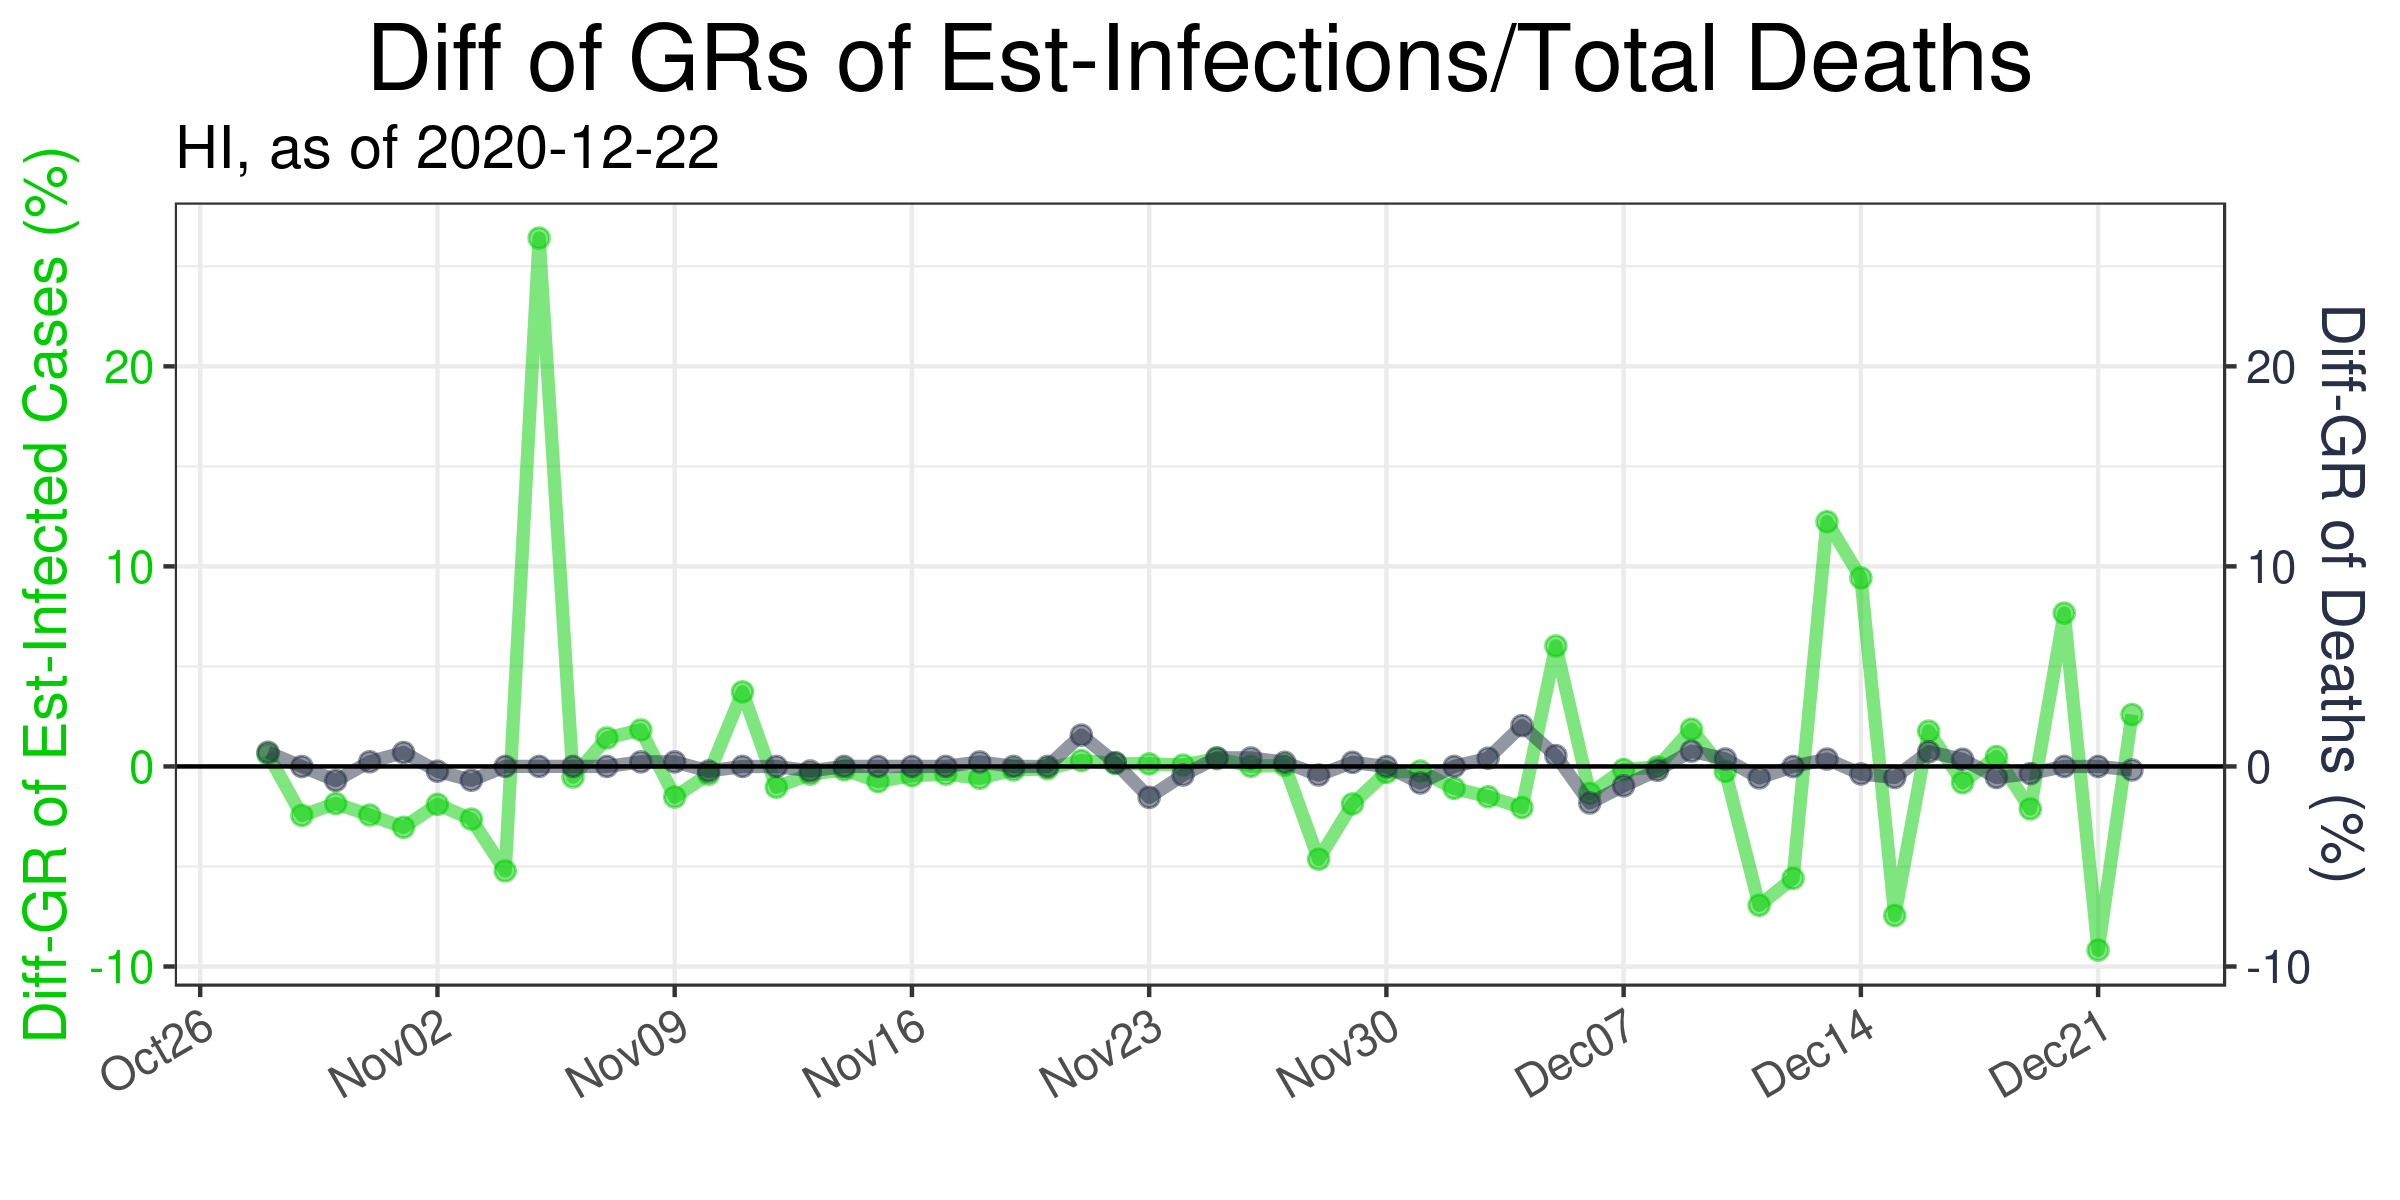 Diff of GRs of Est-Infections/Total Deaths
HI, as of 2020-12-22
Diff-GR of Est-Infected Cases (%)
20
10
0
-10
20
10
0
-10
Diff-GR of Deaths (%)
Oct26
Nov02
Nov09
Nov16
Nov23
Nov30
Dec07
Dec14
Dec21